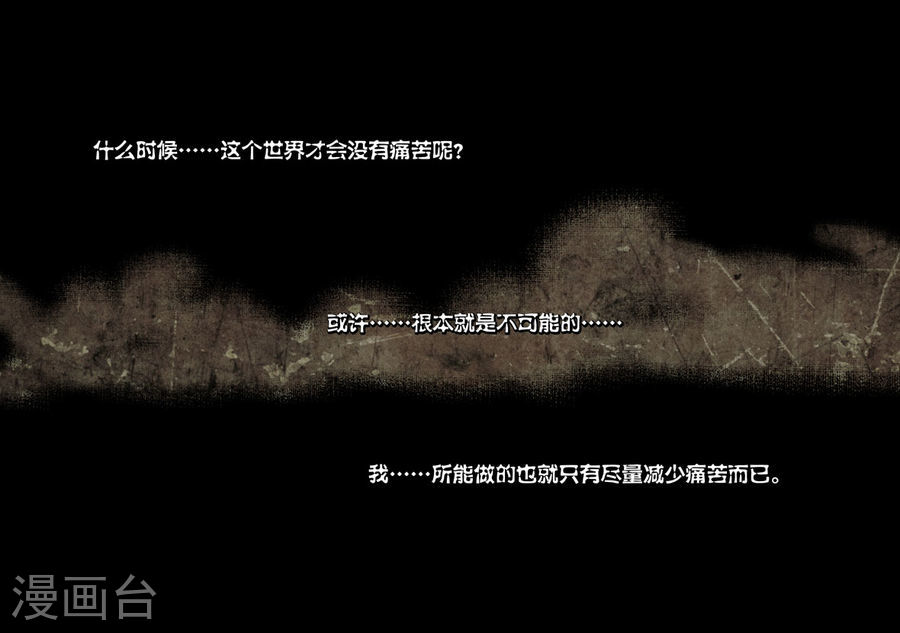 什么时候……这个世界才会没有痛苦呢?
或许……根本就是不可能的……
我……所能做的也就只有尽量减少痛苦而已。
漫画台